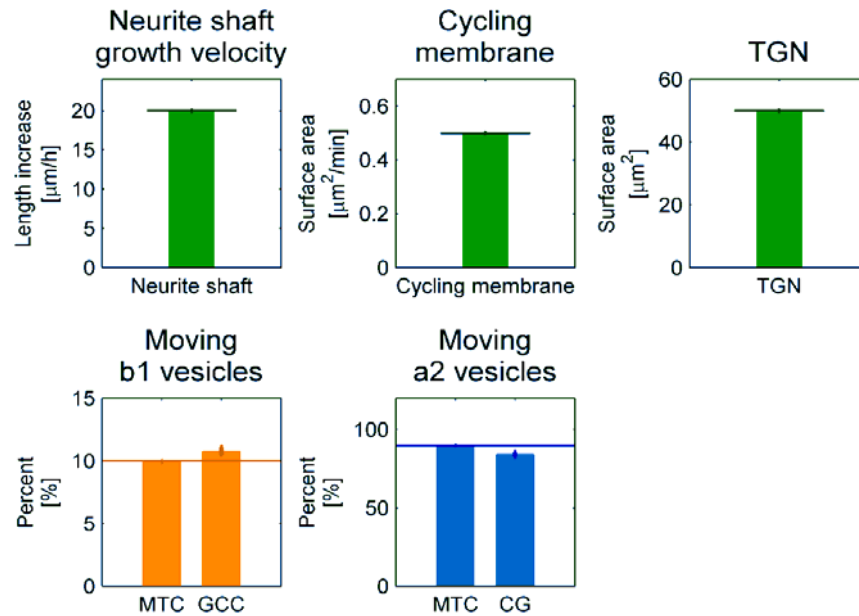 Neurite shaft
growth velocity
Length increase
[μm/h]
20
15
10
5
0
Neurite shaft
Cycling
membrane
Surface area
[μm²/min]
0.6
0.4
0.2
0
Cycling membrane
TGN
Surface area
[μm²]
60
40
20
0
TGN
Moving
b1 vesicles
Percent
[%]
15
10
5
0
MTC GCC
Moving
a2 vesicles
Percent
[%]
100
50
0
MTC CG